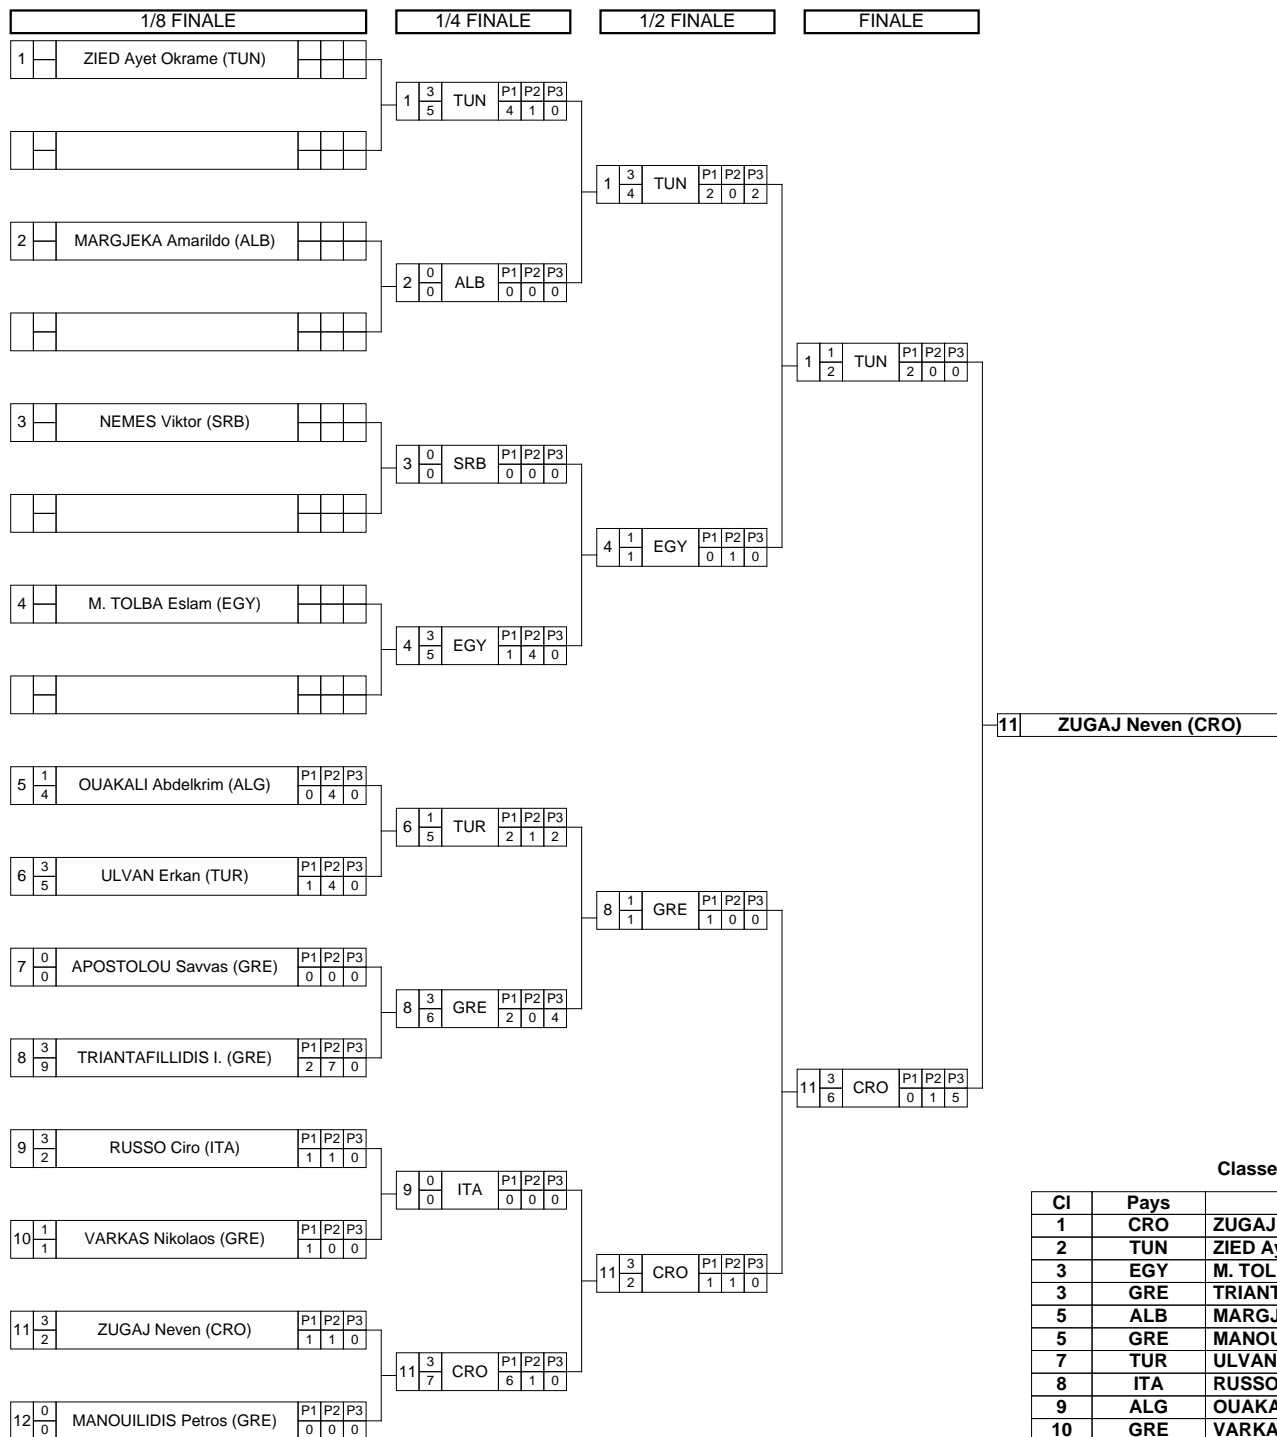 1/8 FINALE 1/4 FINALE 1/2 FINALE FINALE
1 ZIED Ayet Okrame (TUN)
1 3 5 TUN P1 P2 P3 4 1 0
1 3 4 TUN P1 P2 P3 2 0 2
2 MARGJEKA Amarildo (ALB)
2 0 0 ALB P1 P2 P3 0 0 0
1 1 2 TUN P1 P2 P3 2 0 0
3 NEMES Viktor (SRB)
3 0 0 SRB P1 P2 P3 0 0 0
4 1 1 EGY P1 P2 P3 0 1 0
4 M. TOLBA Eslam (EGY)
4 3 5 EGY P1 P2 P3 1 4 0
11 ZUGAJ Neven (CRO)
5 1 4 OUAKALI Abdelkrim (ALG) P1 P2 P3 0 4 0
6 1 5 TUR P1 P2 P3 2 1 2
6 3 5 ULVAN Erkan (TUR) P1 P2 P3 1 4 0
8 1 1 GRE P1 P2 P3 1 0 0
7 0 0 APOSTOLOU Savvas (GRE) P1 P2 P3 0 0 0
8 3 6 GRE P1 P2 P3 2 0 4
8 3 9 TRIANTAFILLIDIS I. (GRE) P1 P2 P3 2 7 0
11 3 6 CRO P1 P2 P3 0 1 5
9 3 2 RUSSO Ciro (ITA) P1 P2 P3 1 1 0
9 0 0 ITA P1 P2 P3 0 0 0
10 1 1 VARKAS Nikolaos (GRE) P1 P2 P3 1 0 0
11 3 2 CRO P1 P2 P3 1 1 0
11 3 2 ZUGAJ Neven (CRO) P1 P2 P3 1 1 0
11 3 7 CRO P1 P2 P3 6 1 0
12 0 0 MANOUILIDIS Petros (GRE) P1 P2 P3 0 0 0
Classe
Cl Pays
1 CRO ZUGAJ
2 TUN ZIED Ay
3 EGY M. TOL
3 GRE TRIANT
5 ALB MARGJ
5 GRE MANOU
7 TUR ULVAN
8 ITA RUSSO
9 ALG OUAKA
10 GRE VARKA